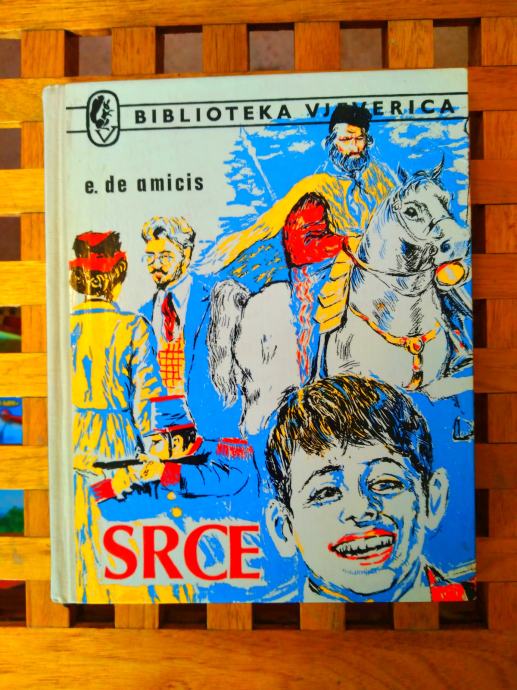 BIBLIOTEKA VJEVERICA
e. de amicis
SRCE